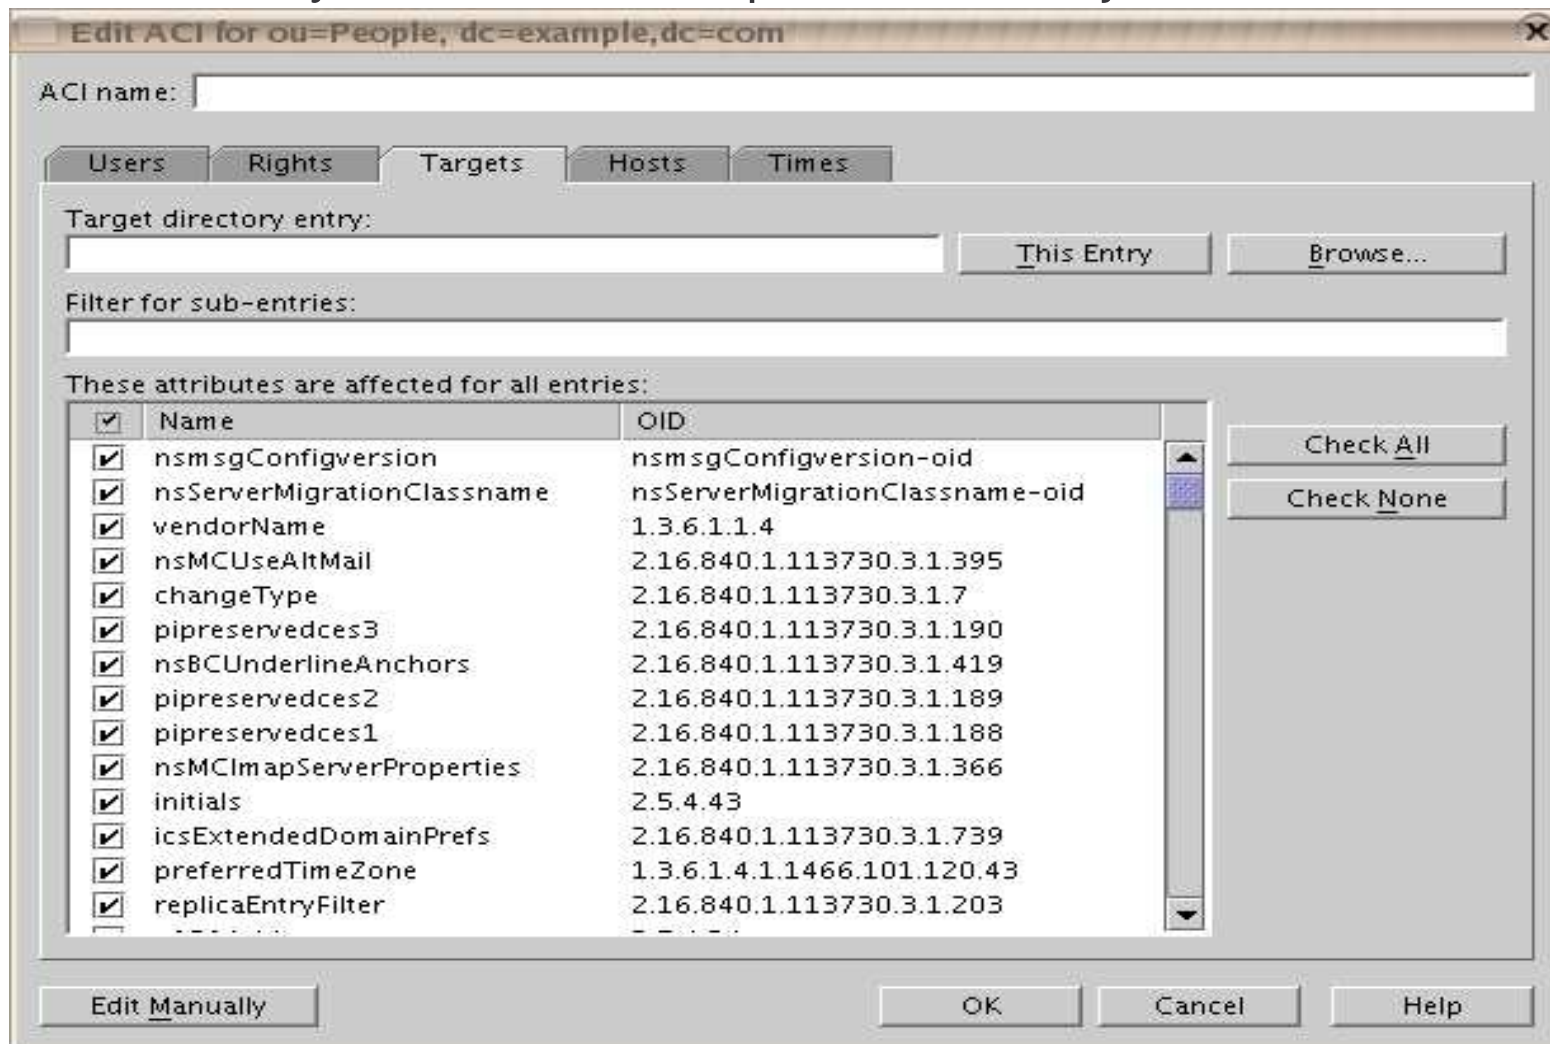 Edit ACI for ou=People, dc=example,dc=com
ACI name:
Users Rights Targets Hosts Times
Target directory entry:
This Entry Browse...
Filter for sub-entries:
These attributes are affected for all entries:
Name OID
nsmsgConfigversion nsmsgConfigversion-oid
nsServerMigrationClassname nsServerMigrationClassname-oid
vendorName 1.3.6.1.1.4
nsMCUseAltMail 2.16.840.1.113730.3.1.395
changeType 2.16.840.1.113730.3.1.7
pipreservedces3 2.16.840.1.113730.3.1.190
nsBCUnderlineAnchors 2.16.840.1.113730.3.1.419
pipreservedces2 2.16.840.1.113730.3.1.189
pipreservedces1 2.16.840.1.113730.3.1.188
nsMCImapServerProperties 2.16.840.1.113730.3.1.366
initials 2.5.4.43
icsExtendedDomainPrefs 2.16.840.1.113730.3.1.739
preferredTimeZone 1.3.6.1.4.1.1466.101.120.43
replicaEntryFilter 2.16.840.1.113730.3.1.203
Check All
Check None
Edit Manually OK Cancel Help